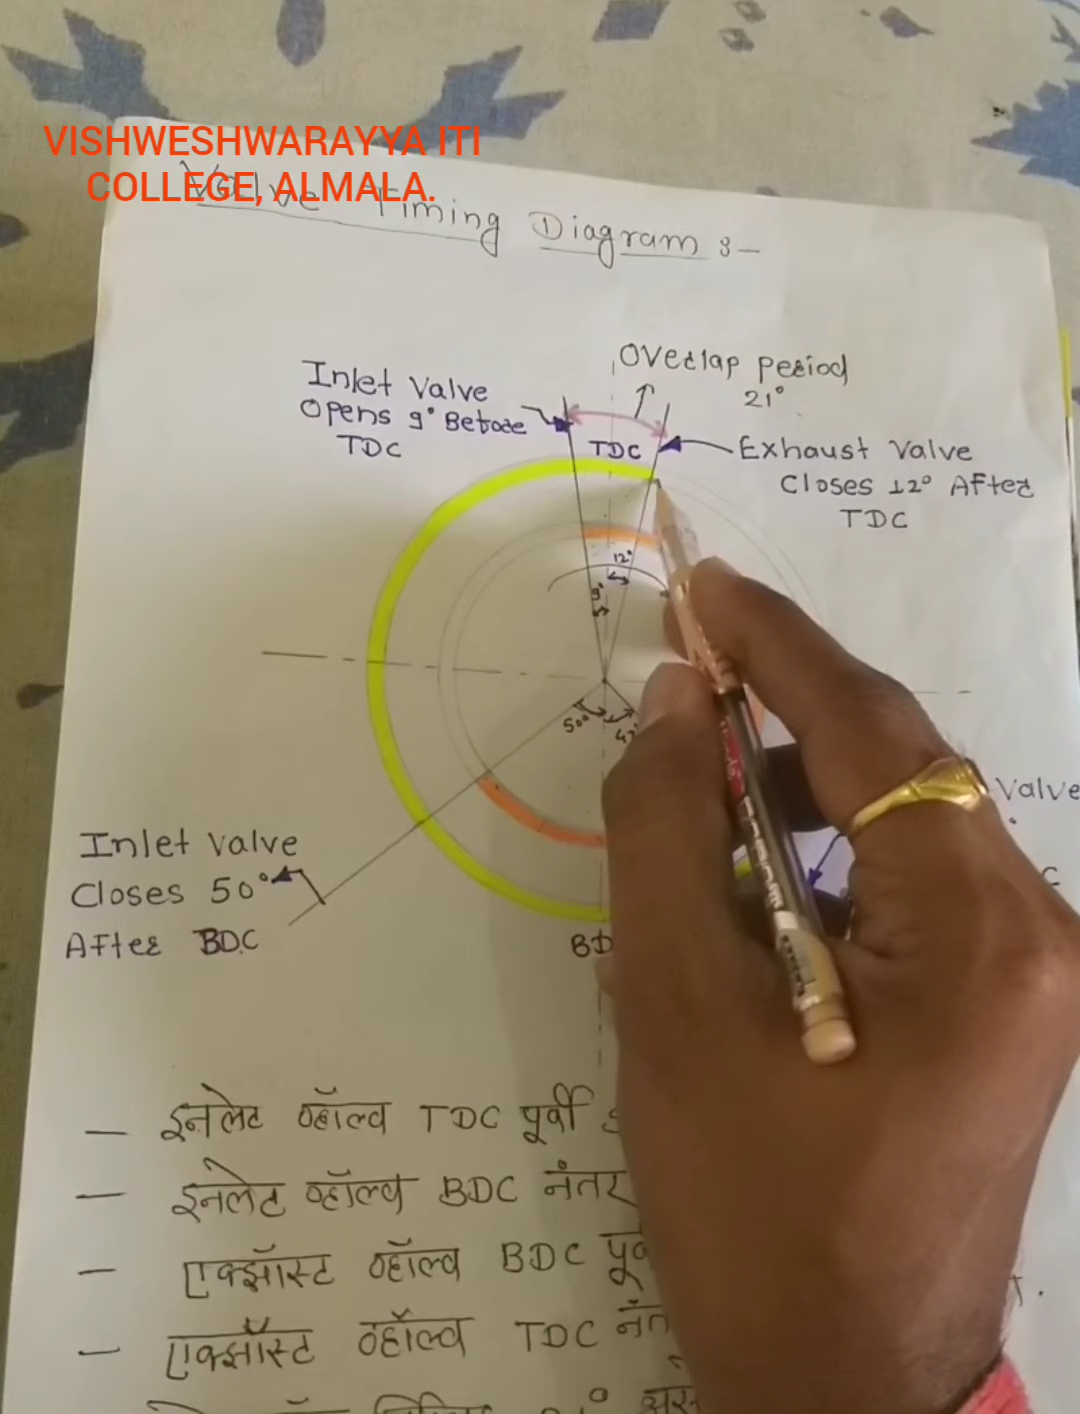 VISHWESHWARAYYA ITI
COLLEGE, ALMALA.
Valve Timing Diagram :-
Overlap Period
21°
Inlet Valve
Opens 9° Before
TDC
TDC
Exhaust Valve
Closes 12° After
TDC
12°
9°
50°
Valve
Inlet Valve
Closes 50°
After BDC
— इनलेट व्हॉल्व TDC पूर्वी
— इनलेट व्हॉल्व BDC नंतर
— एक्झॉस्ट व्हॉल्व BDC
— एक्झॉस्ट व्हॉल्व TDC